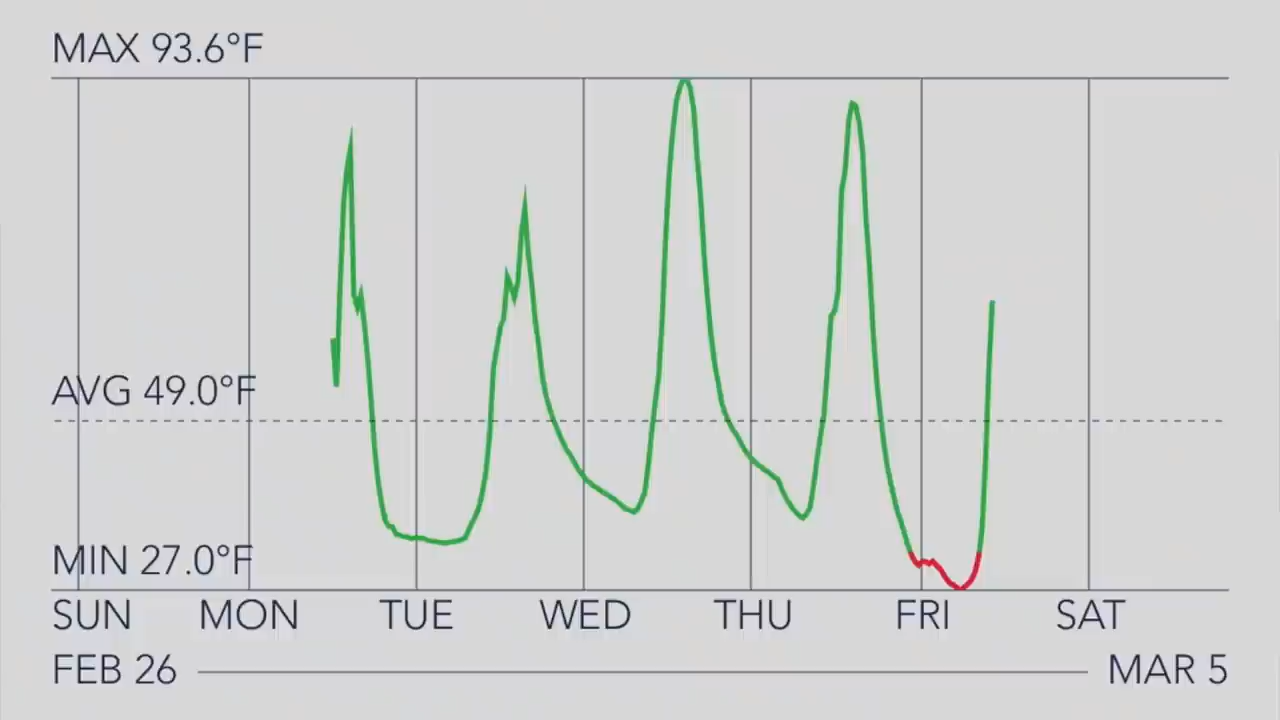 MAX 93.6°F
AVG 49.0°F
MIN 27.0°F
SUN MON TUE WED THU FRI SAT
FEB 26 MAR 5